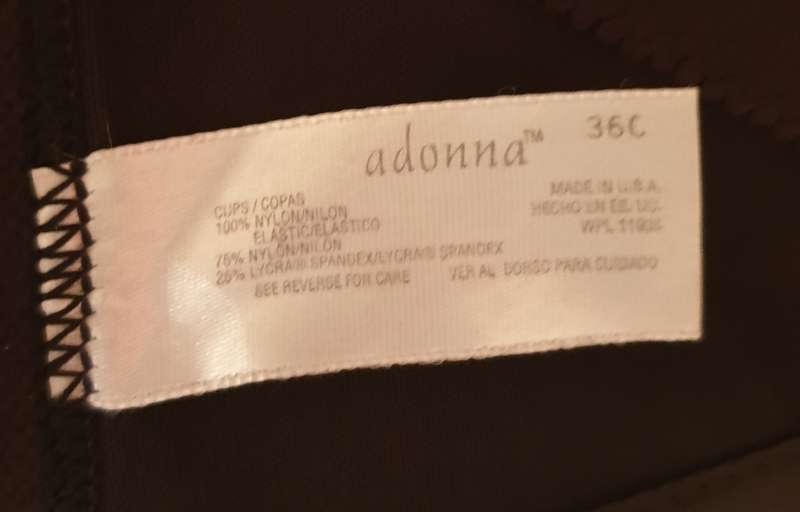 adonna™ 36C
CUPS / COPAS
100% NYLON/NILON
ELASTIC/ELASTICO
75% NYLON/NILON
25% LYCRA® SPANDEX/LYCRA® SPANDEX
SEE REVERSE FOR CARE VER AL DORSO PARA CUIDADO
MADE IN U.S.A.
HECHO EN EE. UU.
WPL